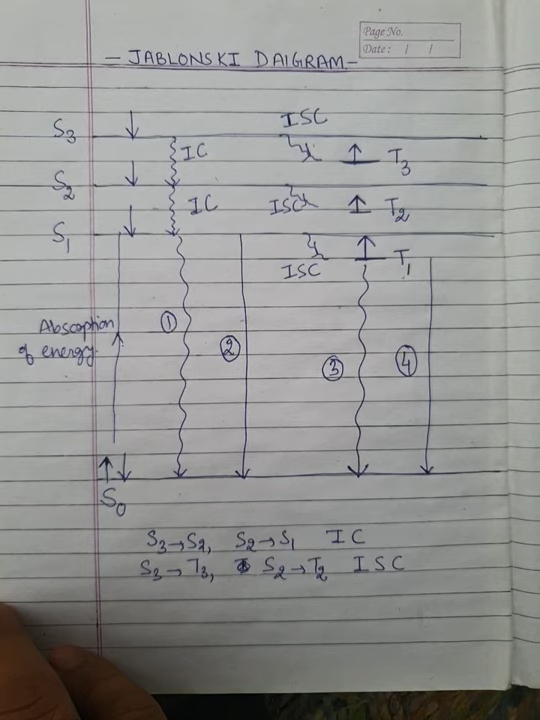 Page No.
Date: / /
- JABLONSKI DAIGRAM -
S3 ISC
IC T3
S2
IC ISC T2
S1
ISC T1
Absorption
of energy
①
②
③
④
S0
S3→S2, S2→S1 IC
S3→T3, S2→T2 ISC